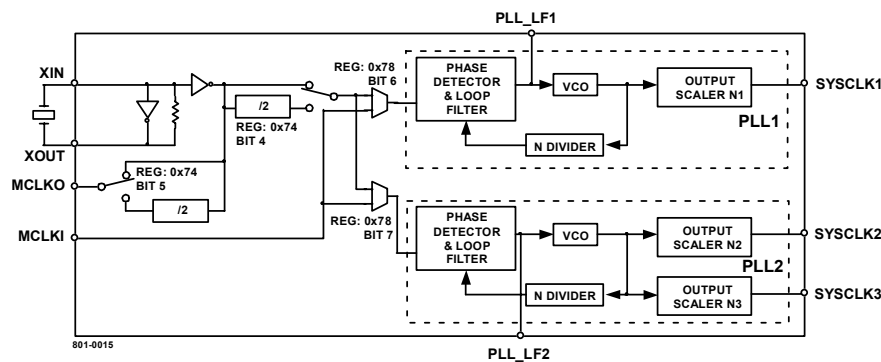 PLL_LF1
XIN
REG: 0x78
BIT 6
PHASE
DETECTOR
& LOOP
FILTER
VCO
OUTPUT
SCALER N1
SYSCLK1
/2
REG: 0x74
BIT 4
N DIVIDER
PLL1
XOUT
MCLKO
REG: 0x74
BIT 5
/2
MCLKI
REG: 0x78
BIT 7
PHASE
DETECTOR
& LOOP
FILTER
VCO
OUTPUT
SCALER N2
SYSCLK2
PLL2
N DIVIDER
OUTPUT
SCALER N3
SYSCLK3
801-0015
PLL_LF2